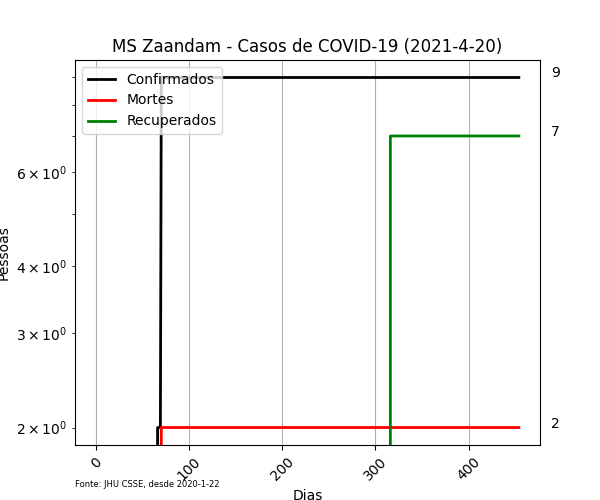 MS Zaandam - Casos de COVID-19 (2021-4-20)
Confirmados
Mortes
Recuperados
9
7
2
6 × 10⁰
4 × 10⁰
3 × 10⁰
2 × 10⁰
Pessoas
0
100
200
300
400
Fonte: JHU CSSE, desde 2020-1-22
Dias